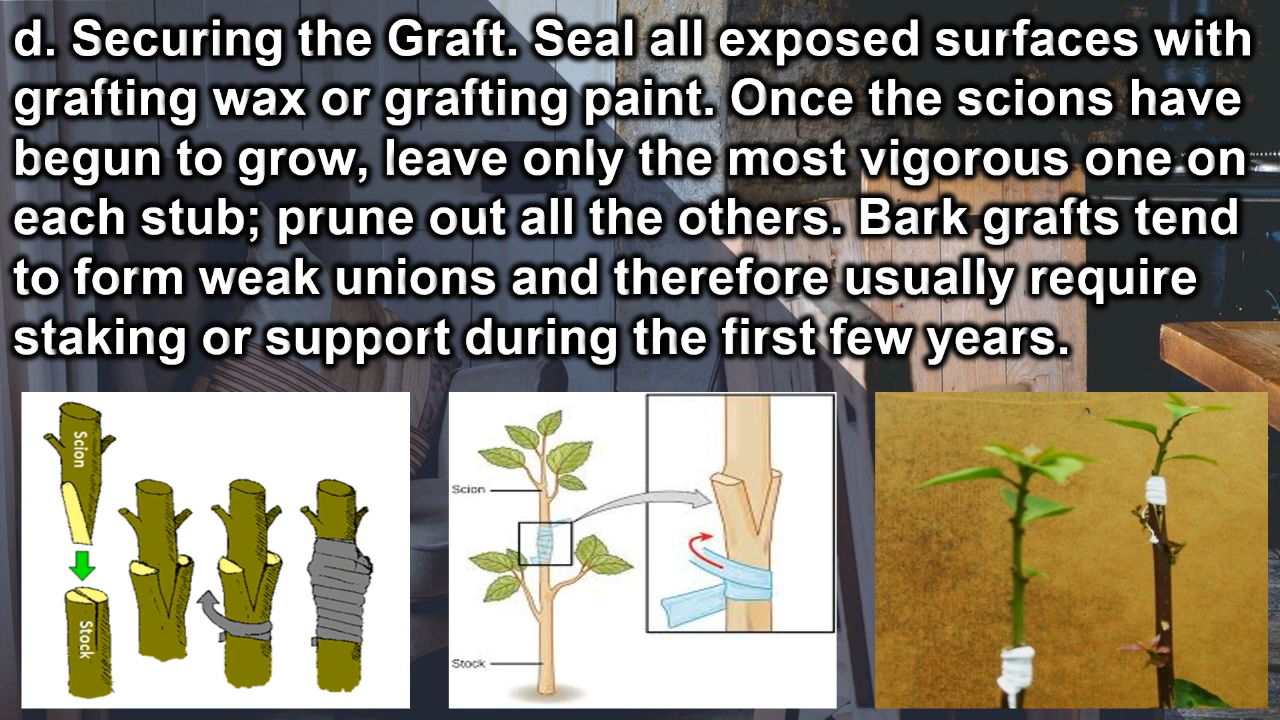 d. Securing the Graft. Seal all exposed surfaces with
grafting wax or grafting paint. Once the scions have
begun to grow, leave only the most vigorous one on
each stub; prune out all the others. Bark grafts tend
to form weak unions and therefore usually require
staking or support during the first few years.
Scion
Stock
Scion
Stock